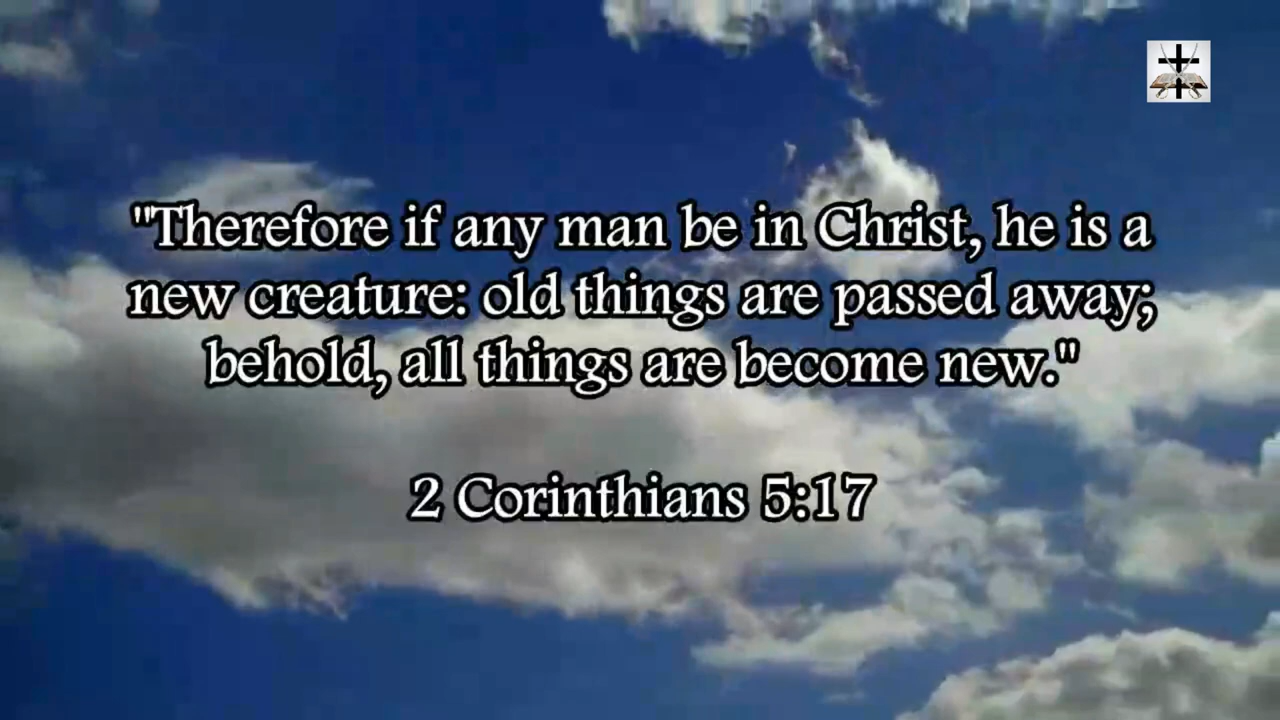 "Therefore if any man be in Christ, he is a
new creature: old things are passed away;
behold, all things are become new."
2 Corinthians 5:17